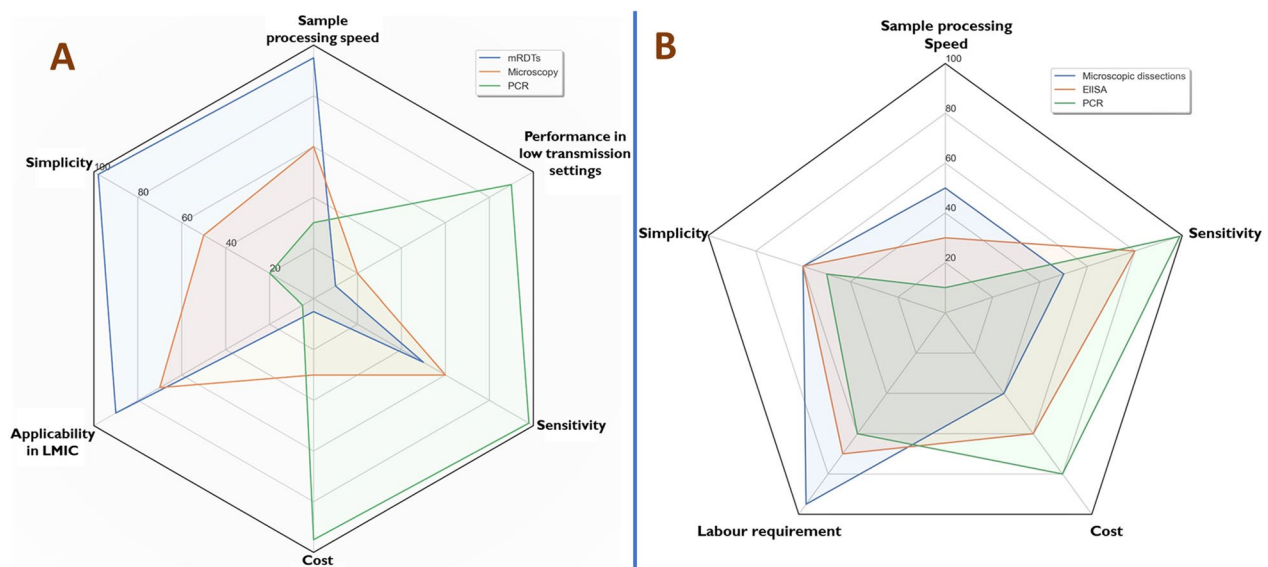 A
Sample
processing speed
mRDTs
Microscopy
PCR
Performance in
low transmission
settings
Simplicity
100
80
60
40
20
Applicability
in LMIC
Sensitivity
Cost
B
Sample processing
Speed
100
80
60
40
20
Microscopic dissections
EIISA
PCR
Simplicity
Sensitivity
Labour requirement
Cost